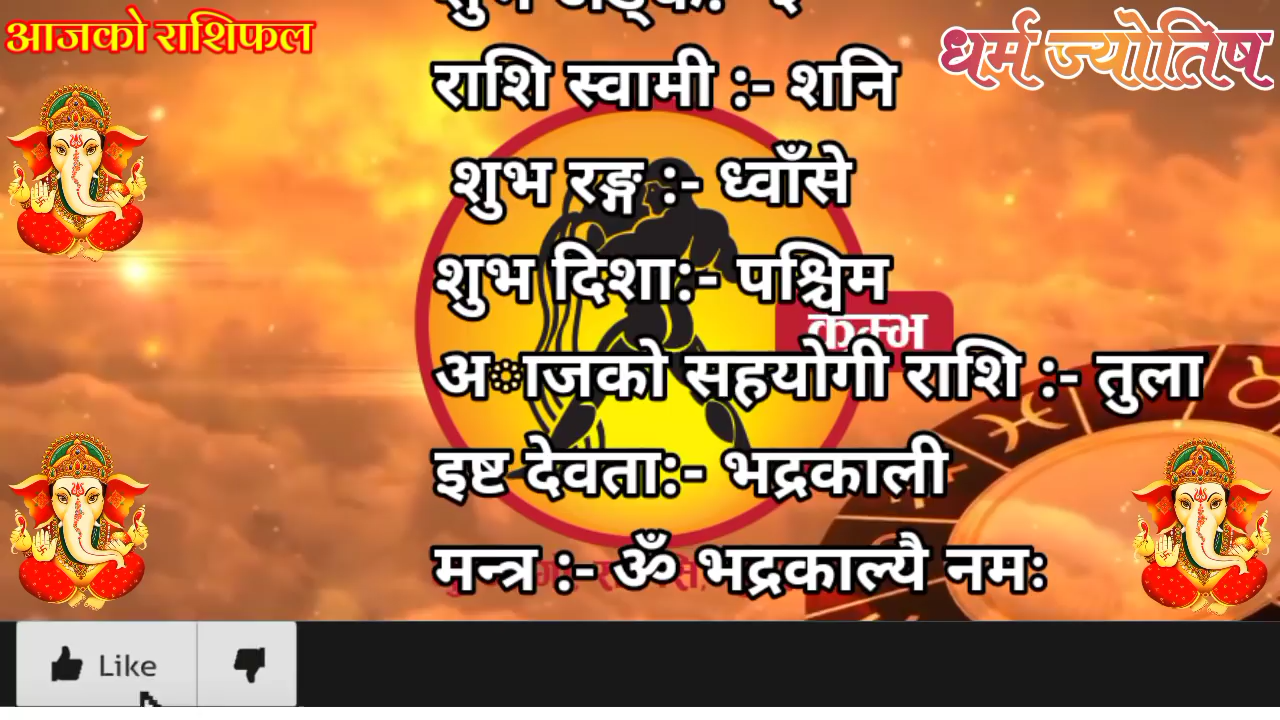 आजको राशिफल
धर्म ज्योतिष
राशि स्वामी :- शनि
शुभ रङ्ग :- ध्वाँसे
शुभ दिशा:- पश्चिम
कुम्भ
अाजको सहयोगी राशि :- तुला
इष्ट देवता:- भद्रकाली
मन्त्र :- ॐ भद्रकाल्यै नमः
Like